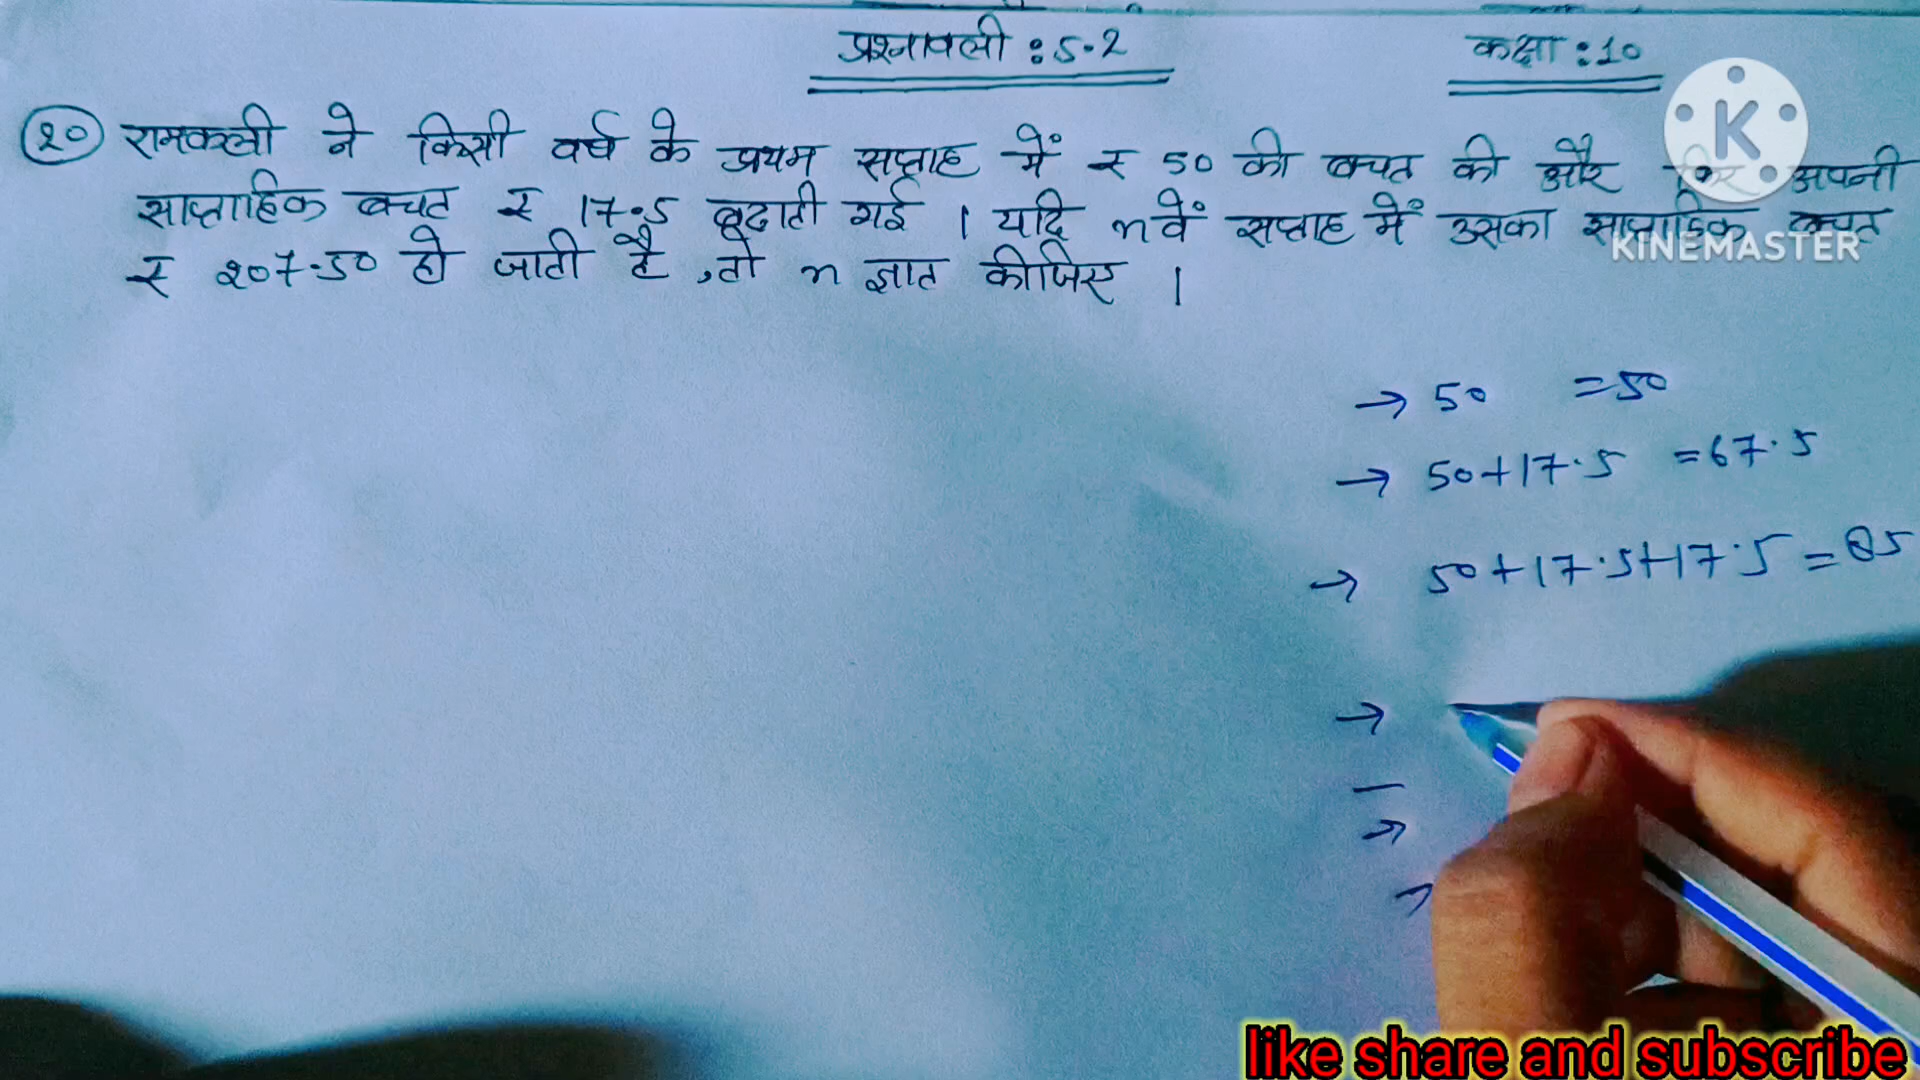 प्रश्नावली : 5.2
कक्षा : 10
20 रामकली ने किसी वर्ष के प्रथम सप्ताह में ₹ 50 की बचत की और फिर अपनी
साप्ताहिक बचत ₹ 17.5 बढ़ाती गई । यदि nवें सप्ताह में उसका साप्ताहिक बचत
₹ 207.50 हो जाती है , तो n ज्ञात कीजिए ।
K
KINEMASTER
→ 50 = 50
→ 50+17.5 = 67.5
→ 50+17.5+17.5 = 85
→
–
→
→
like share and subscribe